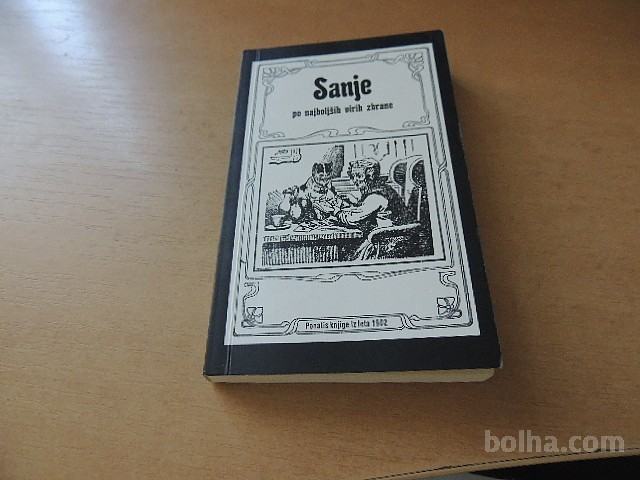 Sanje
po najboljših virih zbrane
Ponatis knjige iz leta 1902
bolha.com